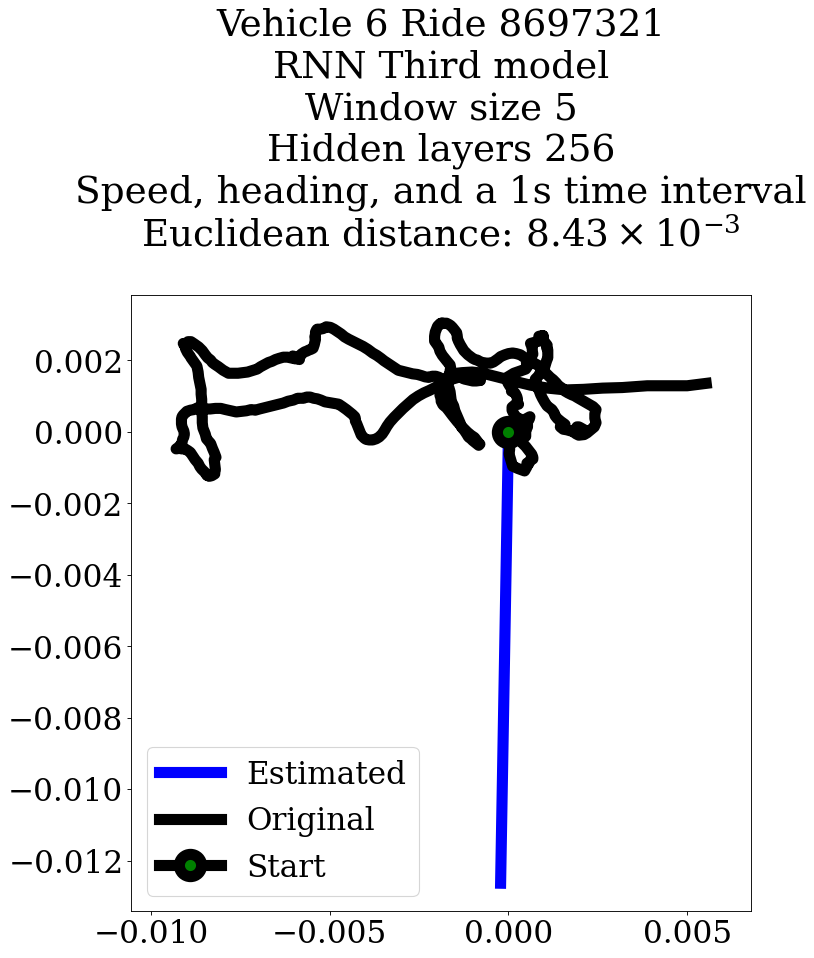 Vehicle 6 Ride 8697321
RNN Third model
Window size 5
Hidden layers 256
Speed, heading, and a 1s time interval
Euclidean distance: 8.43 × 10⁻³
0.002
0.000
−0.002
−0.004
−0.006
−0.008
−0.010
−0.012
Estimated
Original
Start
−0.010 −0.005 0.000 0.005